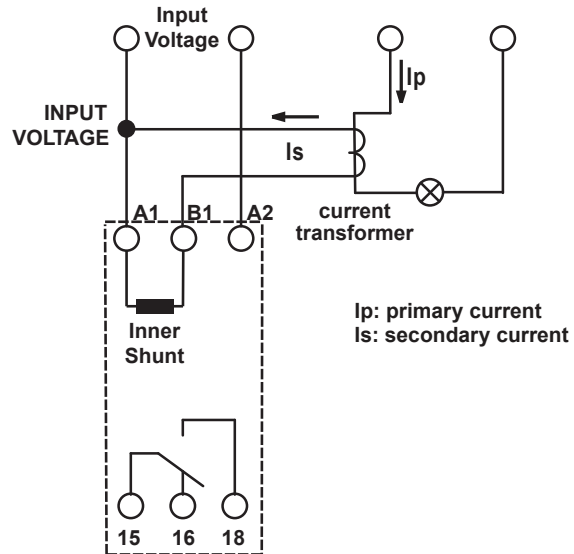 Input
Voltage
Ip
INPUT
VOLTAGE
Is
A1 B1 A2
current
transformer
Inner
Shunt
Ip: primary current
Is: secondary current
15 16 18